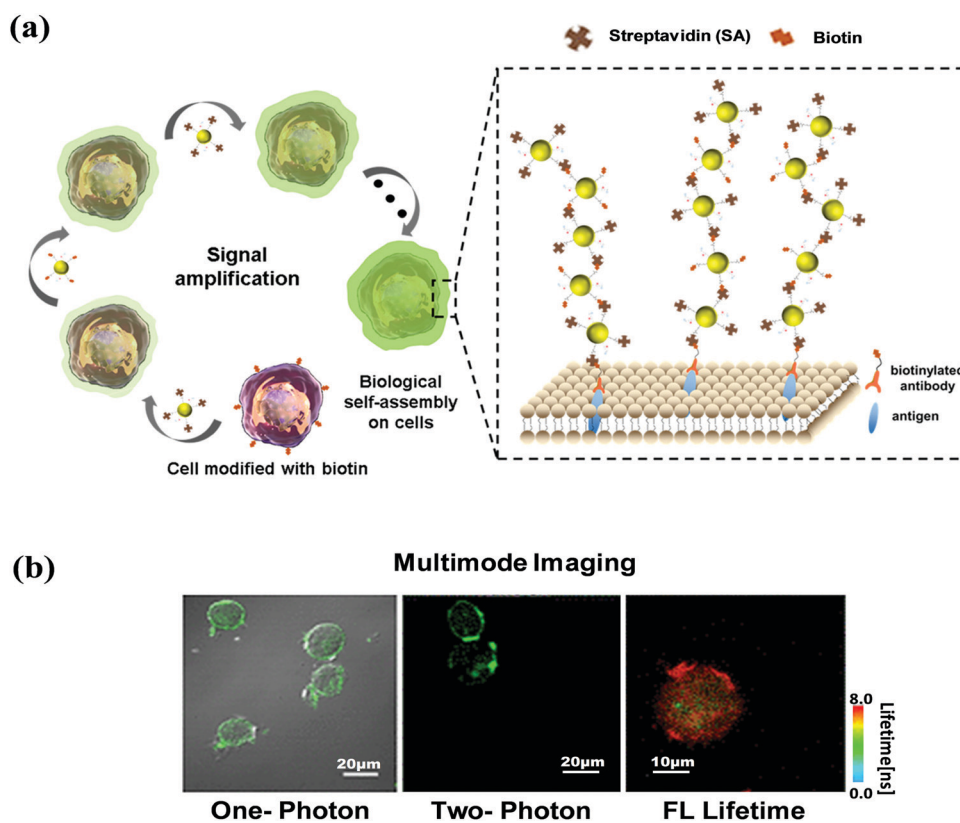 (a)
Streptavidin (SA)
Biotin
Signal
amplification
Biological
self-assembly
on cells
Cell modified with biotin
biotinylated
antibody
antigen
(b)
Multimode Imaging
20μm
20μm
10μm
8.0
Lifetime[ns]
0.0
One- Photon
Two- Photon
FL Lifetime